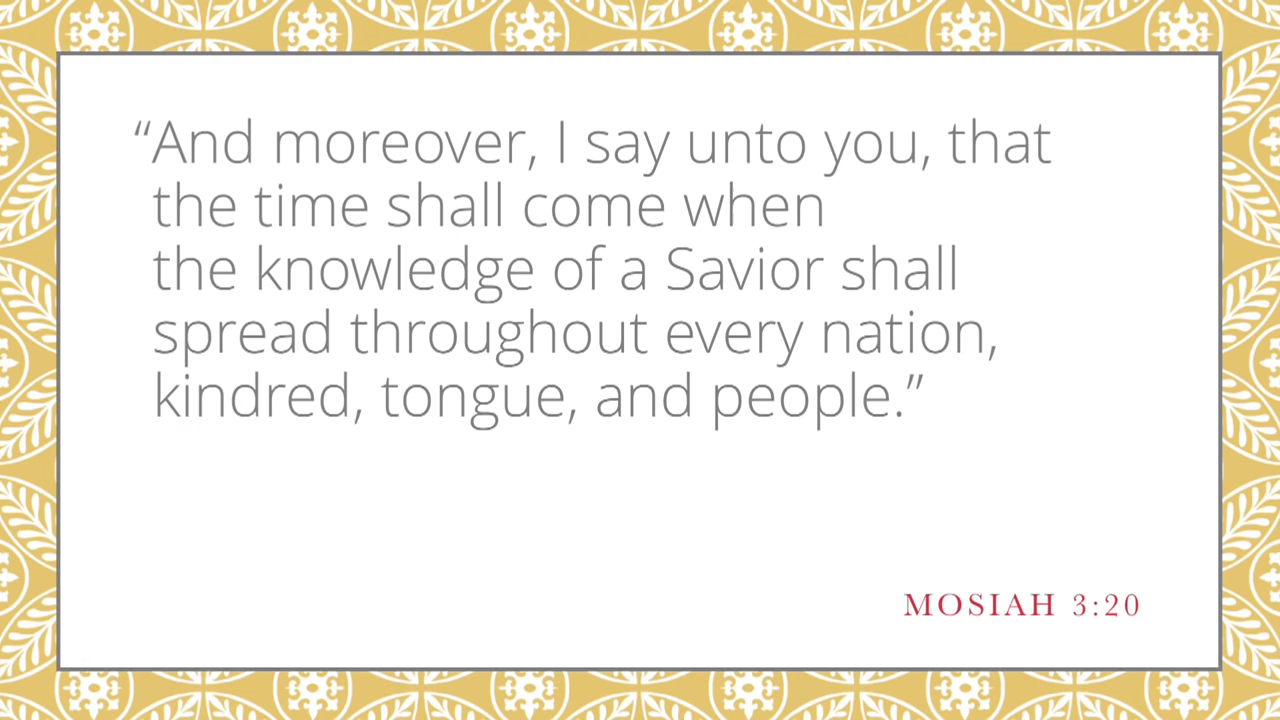 “And moreover, I say unto you, that
the time shall come when
the knowledge of a Savior shall
spread throughout every nation,
kindred, tongue, and people.”
MOSIAH 3:20